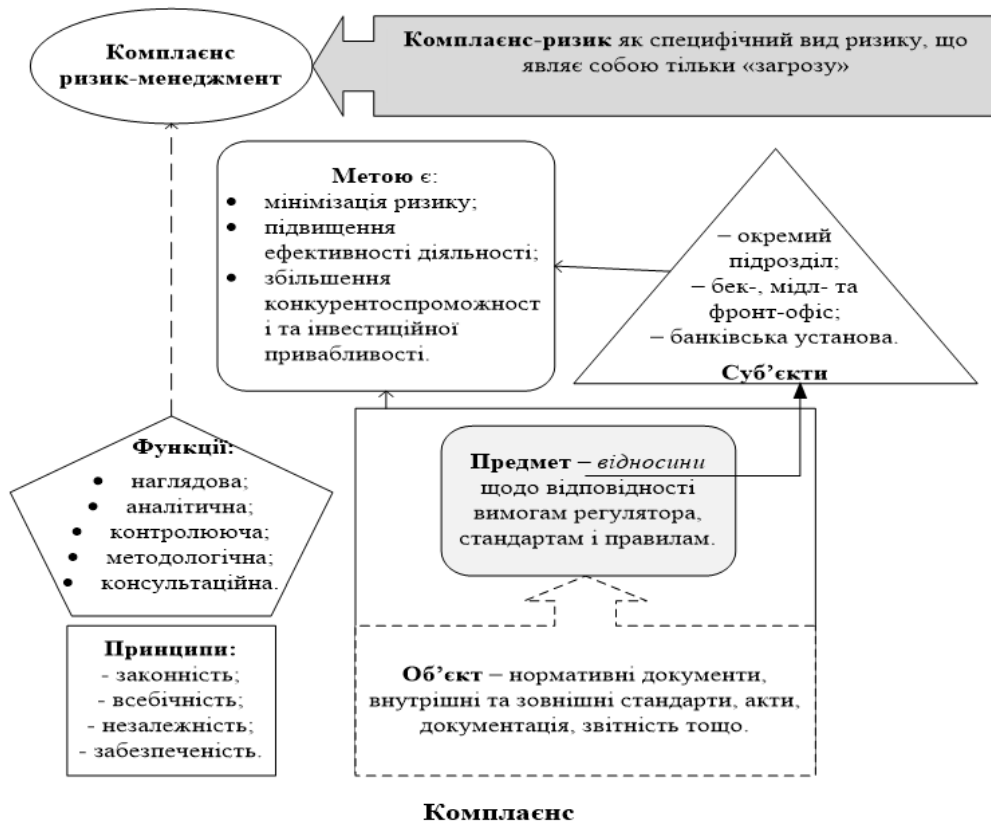 Комплаєнс
ризик-менеджмент
Комплаєнс-ризик як специфічний вид ризику, що
являє собою тільки «загрозу»
Метою є:
● мінімізація ризику;
● підвищення
ефективності діяльності;
● збільшення
конкурентоспроможност
і та інвестиційної
привабливості.
– окремий
підрозділ;
– бек-, мідл- та
фронт-офіс;
– банківська установа.
Суб’єкти
Функції:
● наглядова;
● аналітична;
● контролююча;
● методологічна;
● консультаційна.
Предмет – відносини
щодо відповідності
вимогам регулятора,
стандартам і правилам.
Принципи:
- законність;
- всебічність;
- незалежність;
- забезпеченість.
Об’єкт – нормативні документи,
внутрішні та зовнішні стандарти, акти,
документація, звітність тощо.
Комплаєнс